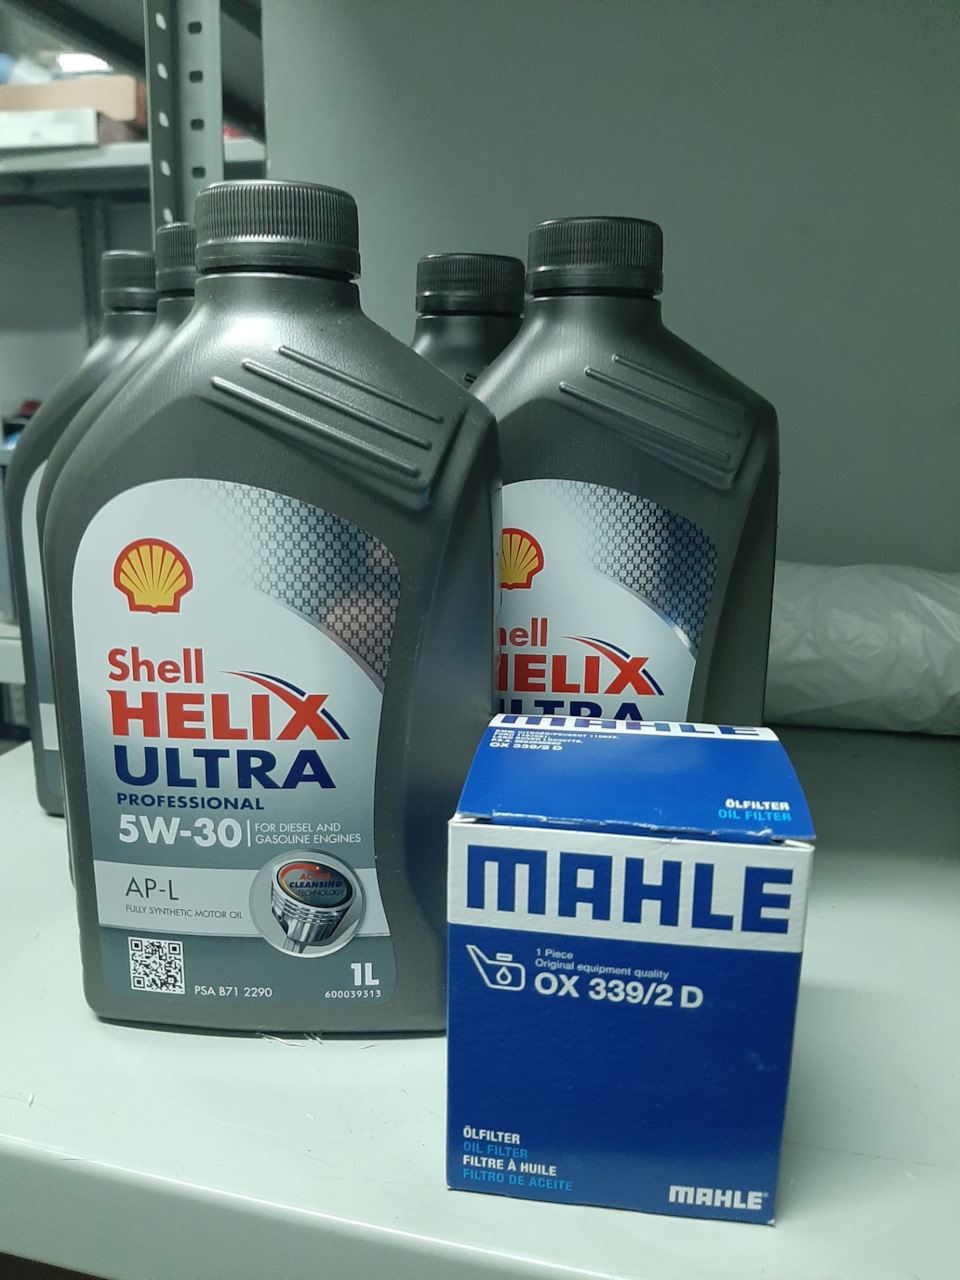 Shell
HELIX
ULTRA
PROFESSIONAL
5W-30
FOR DIESEL AND
GASOLINE ENGINES
AP-L
FULLY SYNTHETIC MOTOR OIL
ACTIVE
CLEANSING
TECHNOLOGY
PSA B71 2290
1L
600039313
ell
HELIX
ULTRA
MAHLE
OX 339/2 D
ÖLFILTER
OIL FILTER
MAHLE
1 Piece
Original equipment quality
OX 339/2 D
ÖLFILTER
OIL FILTER
FILTRE À HUILE
FILTRO DE ACEITE
MAHLE